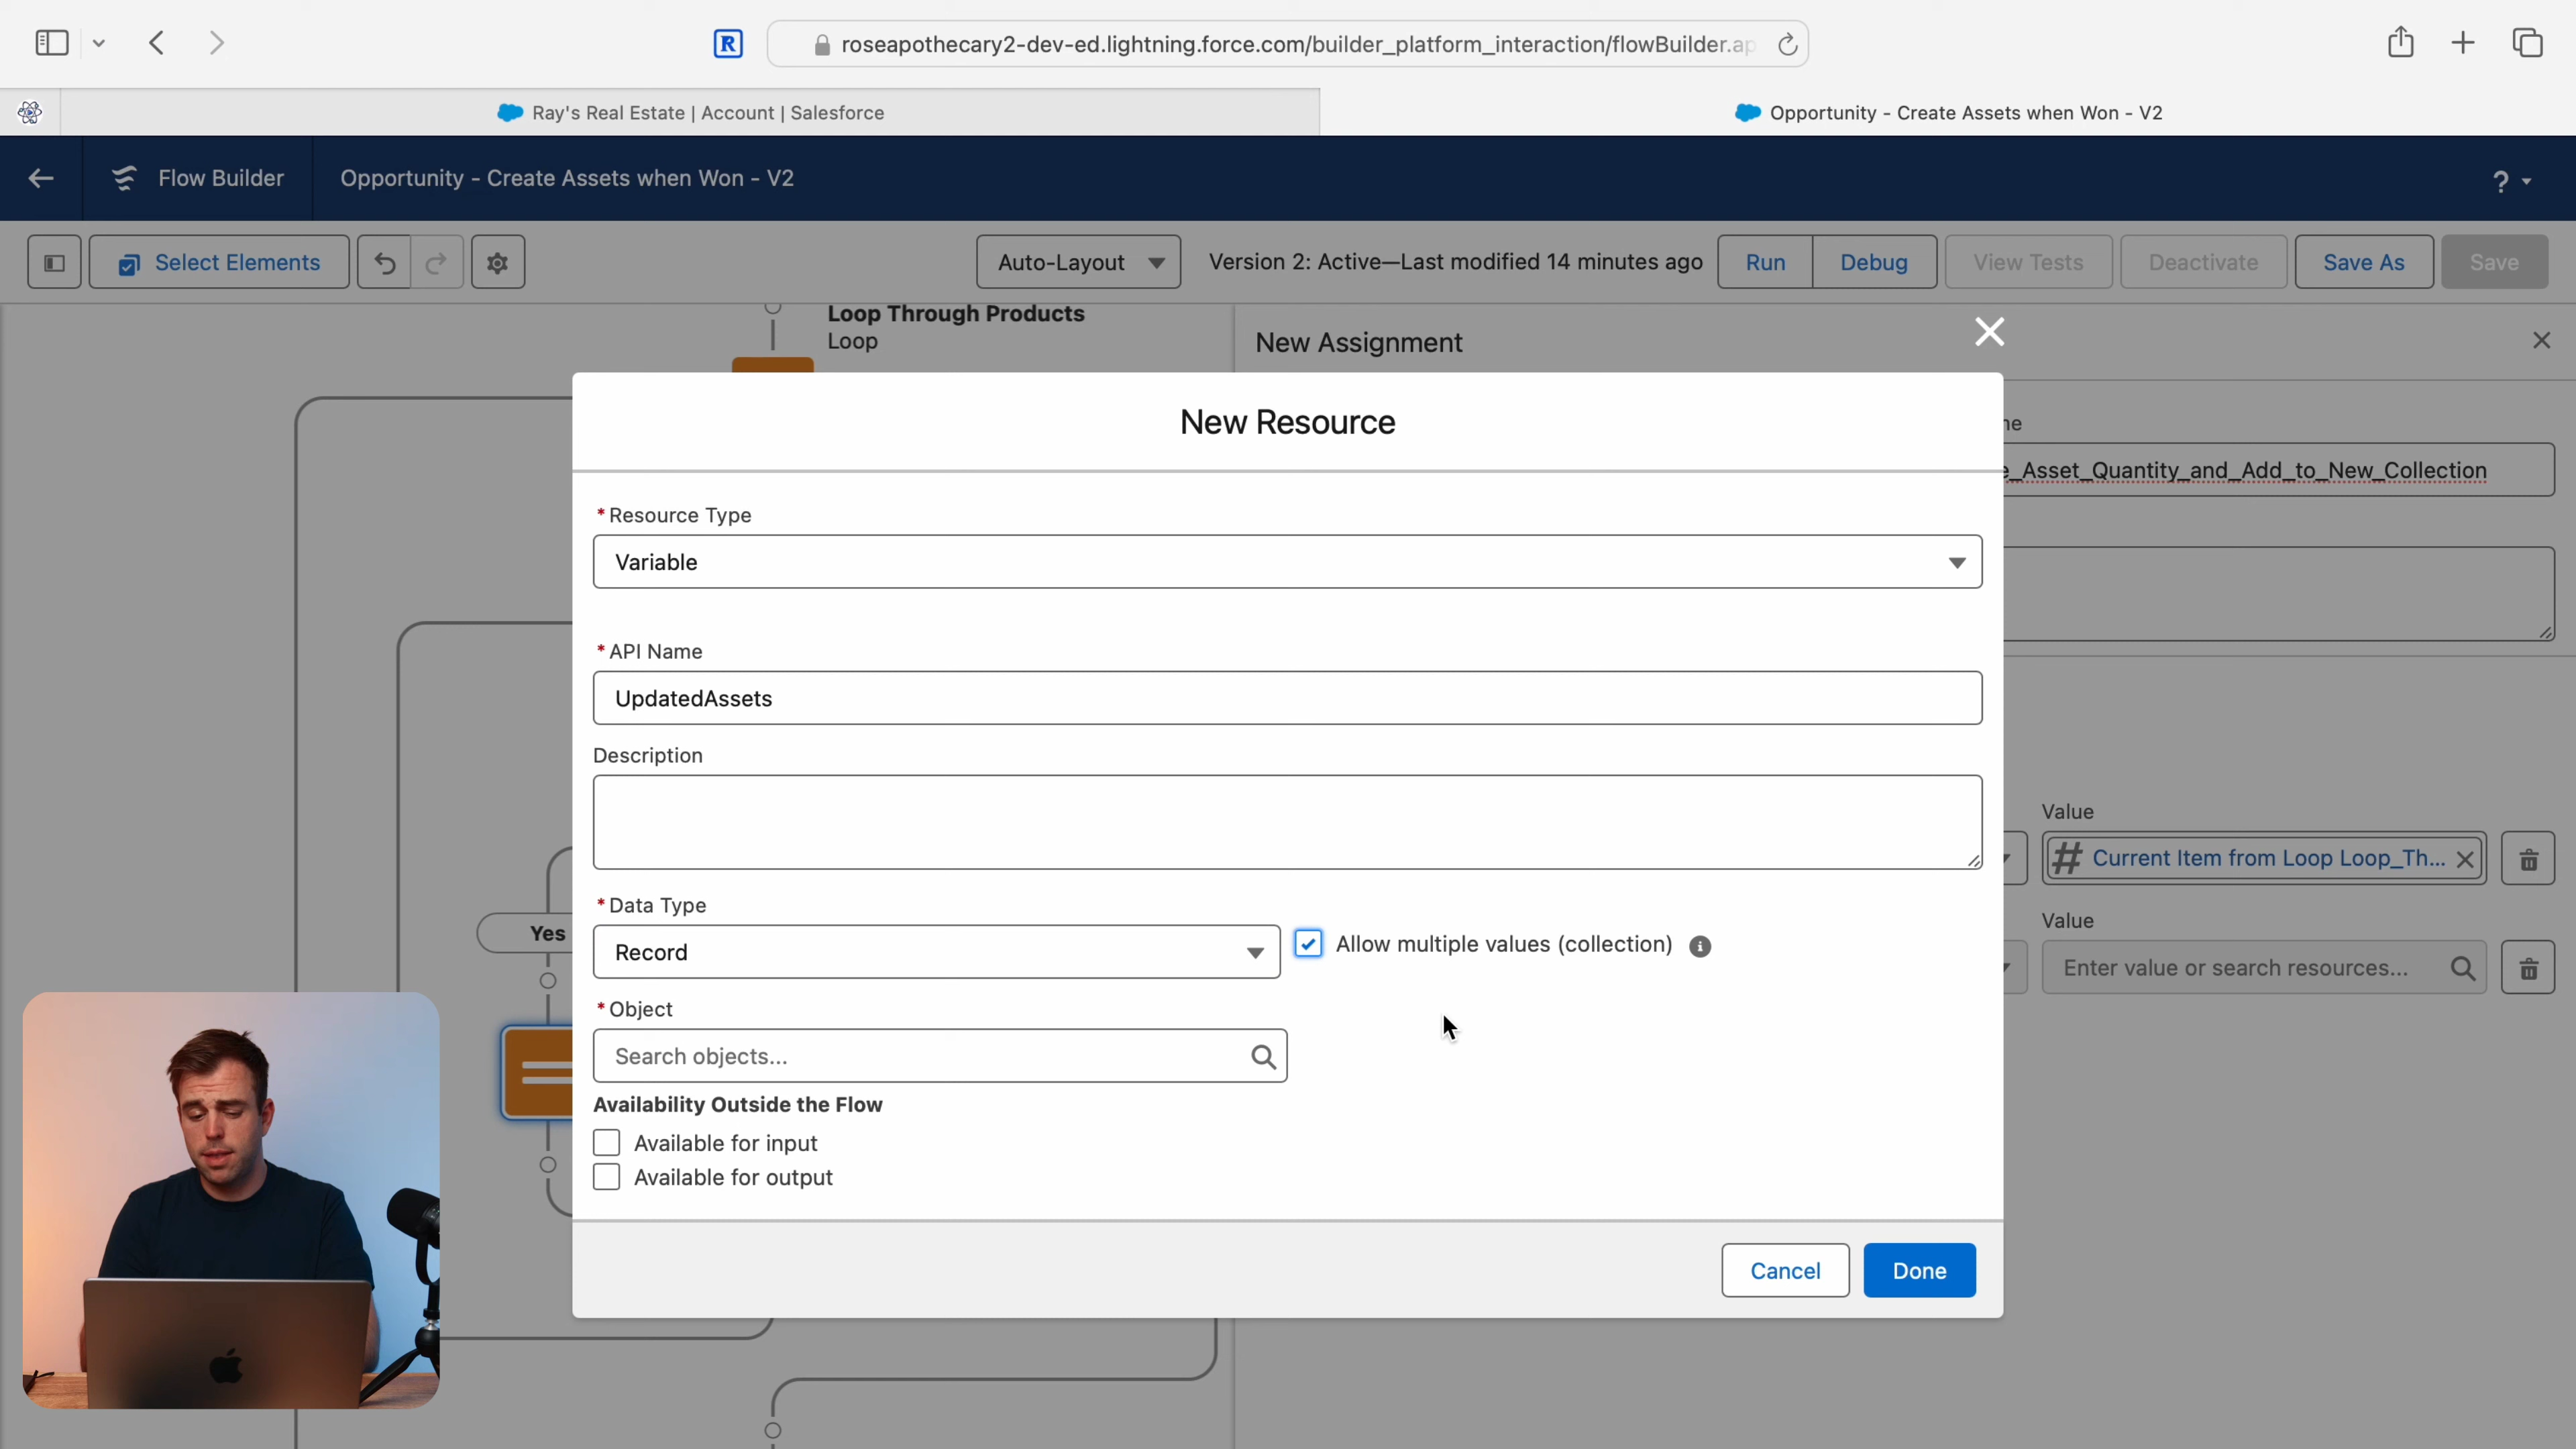 R
roseapothecary2-dev-ed.lightning.force.com/builder_platform_interaction/flowBuilder.ap
Ray's Real Estate | Account | Salesforce
Opportunity - Create Assets when Won - V2
Flow Builder
Opportunity - Create Assets when Won - V2
?
Select Elements
Auto-Layout
Version 2: Active—Last modified 14 minutes ago
Run
Debug
View Tests
Deactivate
Save As
Save
Loop Through Products
Loop
New Assignment
New Resource
* Resource Type
Variable
* API Name
UpdatedAssets
Description
* Data Type
Record
Allow multiple values (collection)
* Object
Search objects...
Availability Outside the Flow
Available for input
Available for output
Cancel
Done
_Asset_Quantity_and_Add_to_New_Collection
Value
# Current Item from Loop Loop_Th...
Value
Enter value or search resources...
Yes